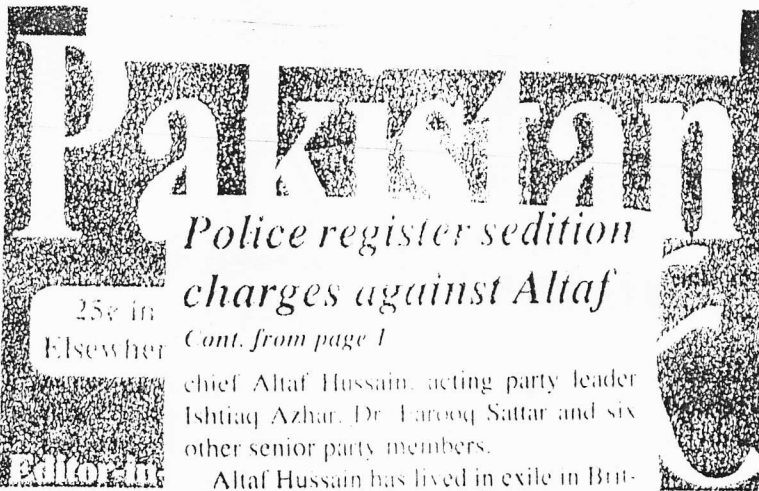 Pakistan
Police register sedition
charges against Altaf
25¢ in
Elsewher
Cont. from page 1
chief Altaf Hussain, acting party leader
Ishtiaq Azhar, Dr. Farooq Sattar and six
other senior party members.
Editor-in-
Altaf Hussain has lived in exile in Brit-